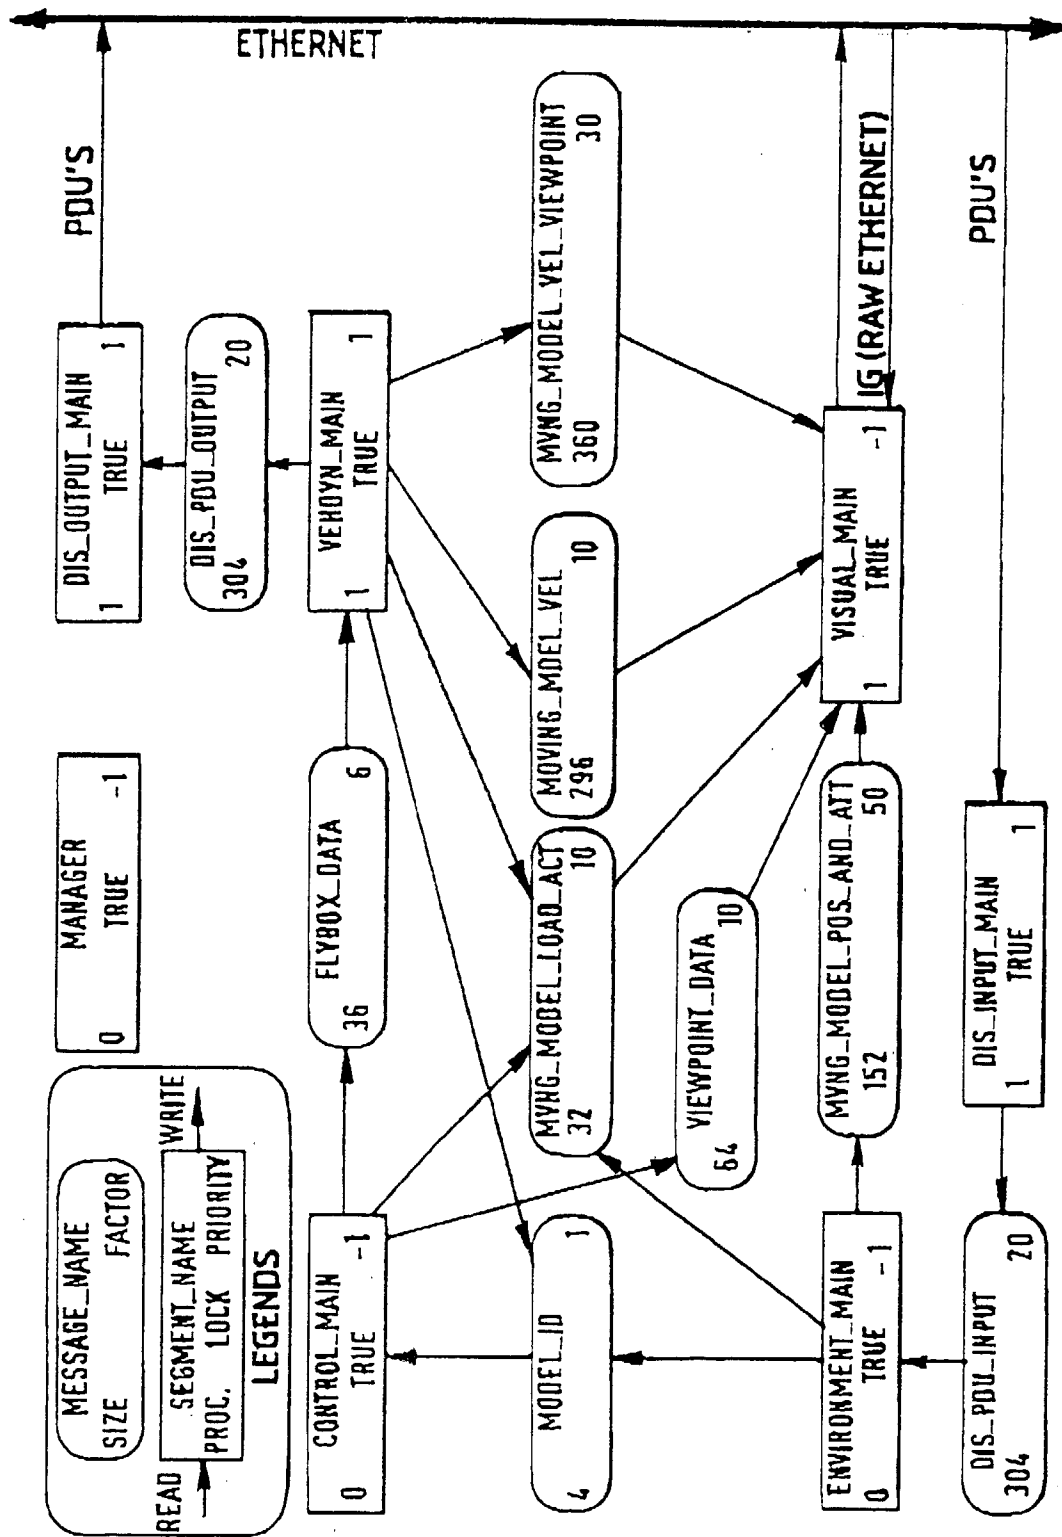 MESSAGE_NAME
SIZE FACTOR
READ
WRITE
SEGMENT_NAME
PROC. LOCK PRIORITY
LEGENDS
MANAGER
0 TRUE -1
DIS_OUTPUT_MAIN
1 TRUE 1
PDU'S
ETHERNET
DIS_PDU_OUTPUT
304 20
CONTROL_MAIN
0 TRUE -1
FLYBOX_DATA
36 6
VEHDYN_MAIN
1 TRUE 1
MODEL_ID
4 1
MVNG_MODEL_LOAD_ACT
32 10
MOVING_MDEL_VEL
296 10
MVNG_MODEL_VEL_VIEWPOINT
360 30
VIEWPOINT_DATA
64 10
ENVIRONMENT_MAIN
0 TRUE -1
MVNG_MODEL_POS_AND_ATT
152 50
VISUAL_MAIN
1 TRUE -1
IG (RAW ETHERNET)
DIS_PDU_INPUT
304 20
DIS_INPUT_MAIN
1 TRUE 1
PDU'S